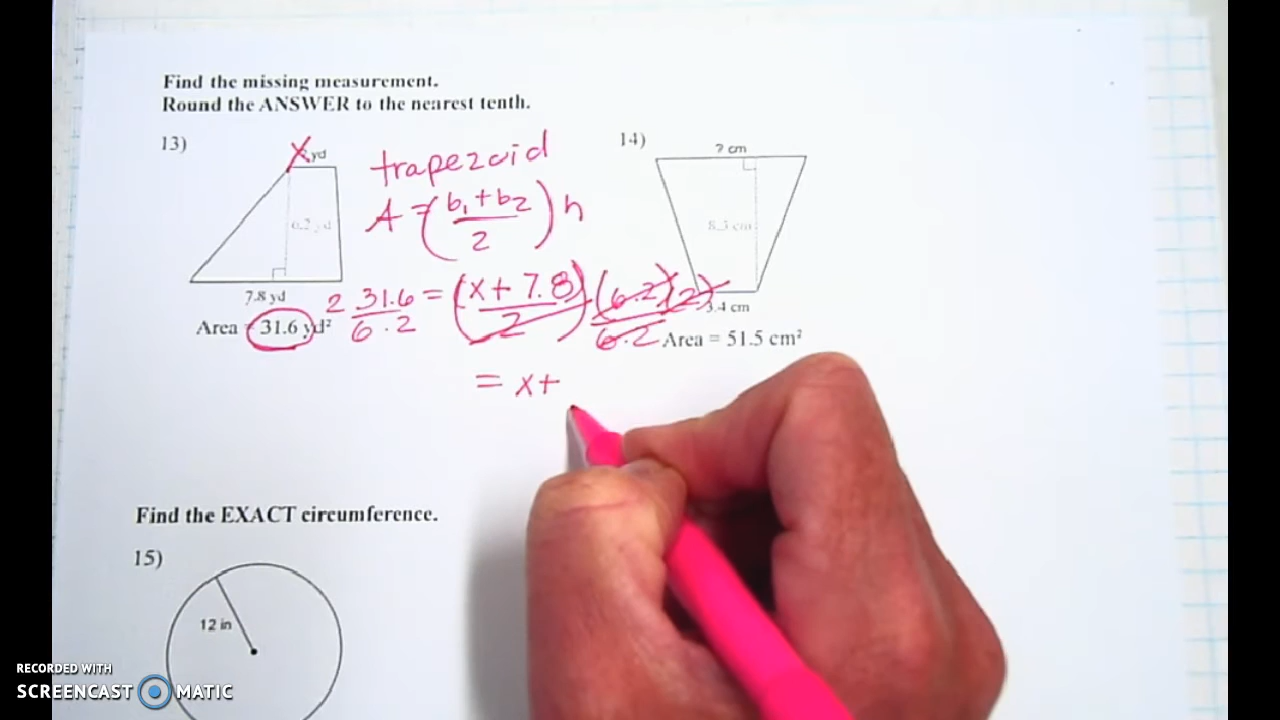 Find the missing measurement.
Round the ANSWER to the nearest tenth.
13)
X yd
6.2 yd
7.8 yd
Area = 31.6 yd²
trapezoid
A = (b₁ + b₂ / 2) h
2 31.6 / 6.2 = (x + 7.8 / 2) (6.2)(2) / 6.2
= x +
14)
? cm
8.3 cm
3.4 cm
Area = 51.5 cm²
Find the EXACT circumference.
15)
12 in
RECORDED WITH
SCREENCAST MATIC